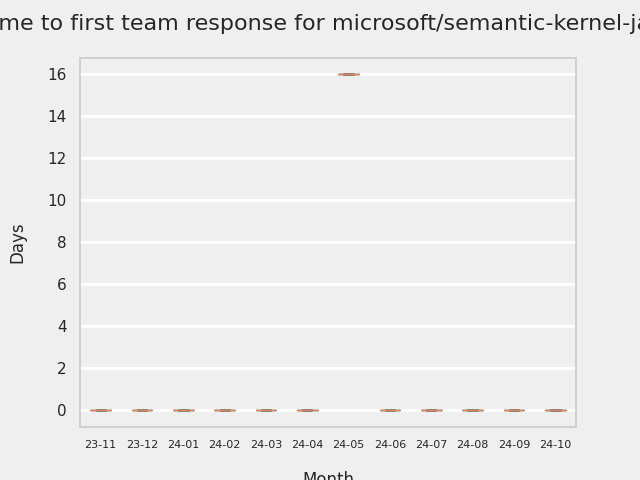 me to first team response for microsoft/semantic-kernel-ja
16
14
12
10
8
6
4
2
0
Days
23-11 23-12 24-01 24-02 24-03 24-04 24-05 24-06 24-07 24-08 24-09 24-10
Month